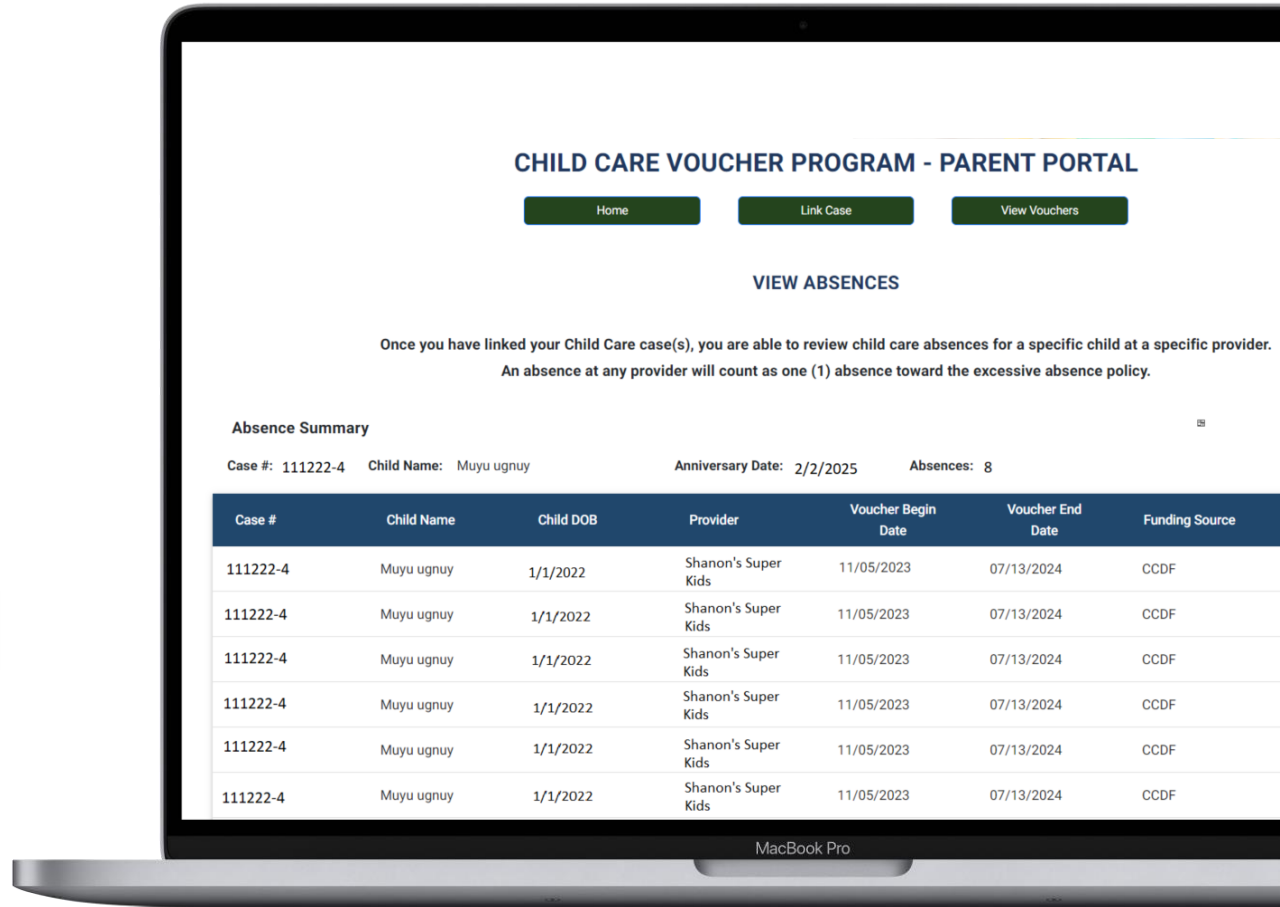 CHILD CARE VOUCHER PROGRAM - PARENT PORTAL
Home Link Case View Vouchers
VIEW ABSENCES
Once you have linked your Child Care case(s), you are able to review child care absences for a specific child at a specific provider.
An absence at any provider will count as one (1) absence toward the excessive absence policy.
Absence Summary
Case #: 111222-4 Child Name: Muyu ugnuy Anniversary Date: 2/2/2025 Absences: 8
Case # Child Name Child DOB Provider Voucher Begin Date Voucher End Date Funding Source
111222-4 Muyu ugnuy 1/1/2022 Shanon's Super Kids 11/05/2023 07/13/2024 CCDF
111222-4 Muyu ugnuy 1/1/2022 Shanon's Super Kids 11/05/2023 07/13/2024 CCDF
111222-4 Muyu ugnuy 1/1/2022 Shanon's Super Kids 11/05/2023 07/13/2024 CCDF
111222-4 Muyu ugnuy 1/1/2022 Shanon's Super Kids 11/05/2023 07/13/2024 CCDF
111222-4 Muyu ugnuy 1/1/2022 Shanon's Super Kids 11/05/2023 07/13/2024 CCDF
111222-4 Muyu ugnuy 1/1/2022 Shanon's Super Kids 11/05/2023 07/13/2024 CCDF
MacBook Pro